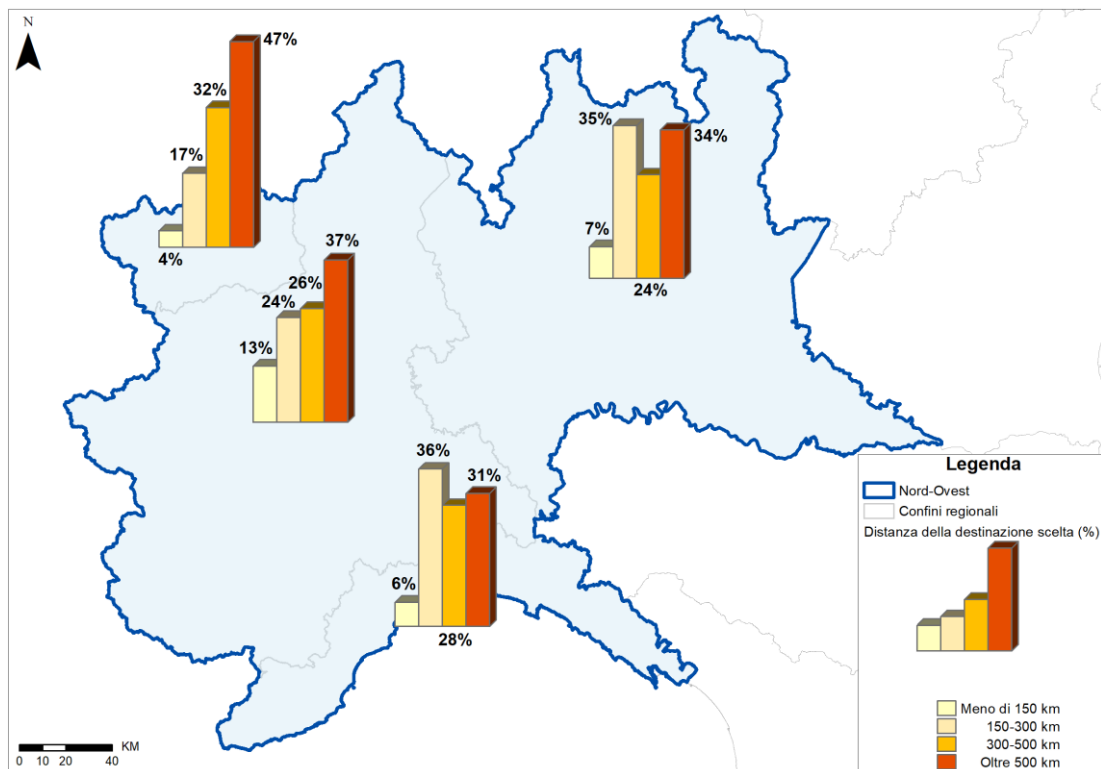 N
47%
32%
17%
4%
35%
34%
7%
24%
37%
26%
24%
13%
36%
31%
6%
28%
Legenda
Nord-Ovest
Confini regionali
Distanza della destinazione scelta (%)
Meno di 150 km
150-300 km
300-500 km
Oltre 500 km
KM
0 10 20 40